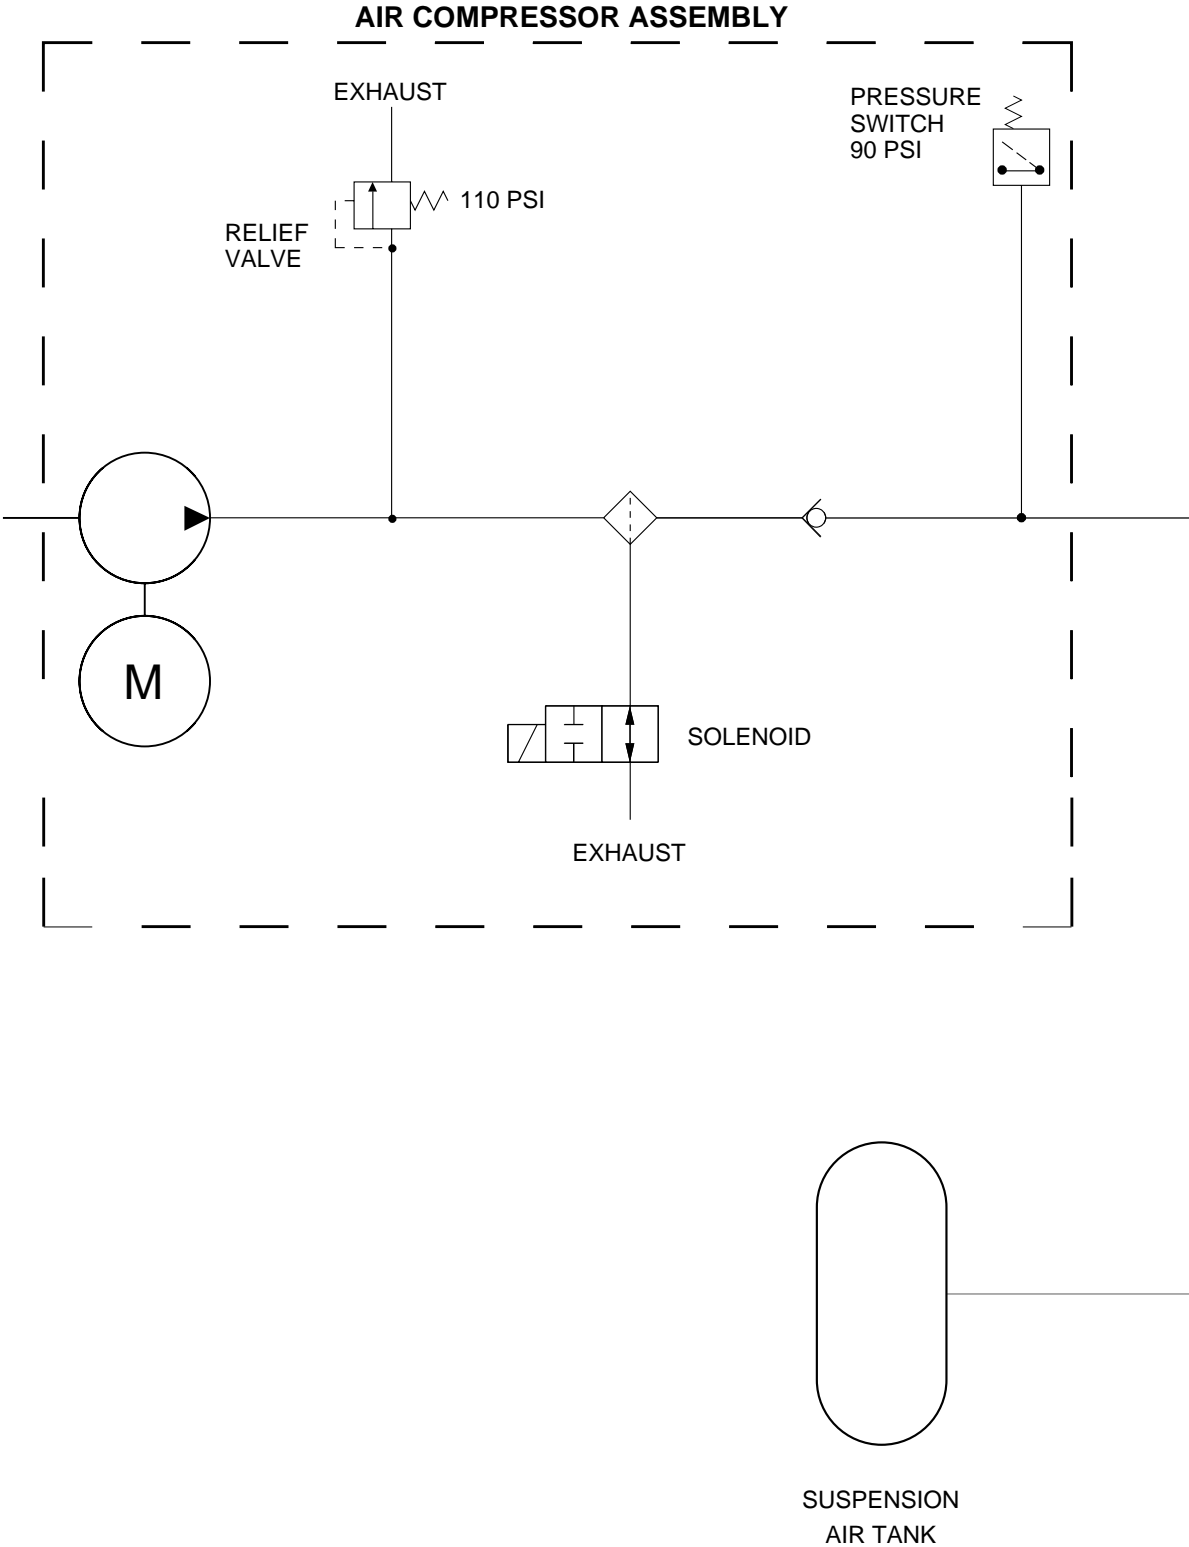 AIR COMPRESSOR ASSEMBLY
EXHAUST
PRESSURE
SWITCH
90 PSI
110 PSI
RELIEF
VALVE
M
SOLENOID
EXHAUST
SUSPENSION
AIR TANK